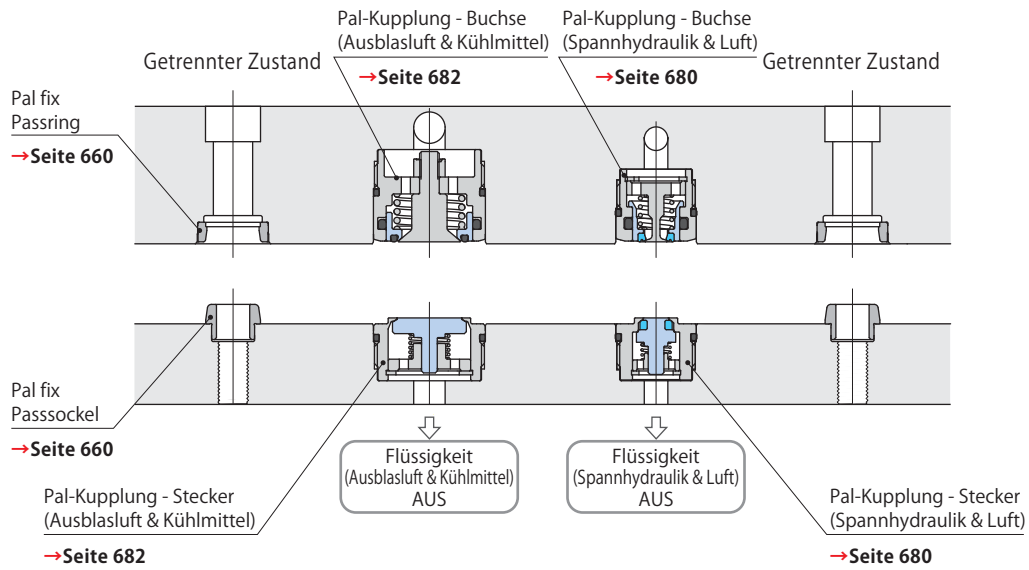 Getrennter Zustand
Pal-Kupplung - Buchse
(Ausblasluft & Kühlmittel)
→Seite 682
Pal-Kupplung - Buchse
(Spannhydraulik & Luft)
→Seite 680
Getrennter Zustand
Pal fix
Passring
→Seite 660
Pal fix
Passsockel
→Seite 660
Flüssigkeit
(Ausblasluft & Kühlmittel)
AUS
Flüssigkeit
(Spannhydraulik & Luft)
AUS
Pal-Kupplung - Stecker
(Ausblasluft & Kühlmittel)
→Seite 682
Pal-Kupplung - Stecker
(Spannhydraulik & Luft)
→Seite 680